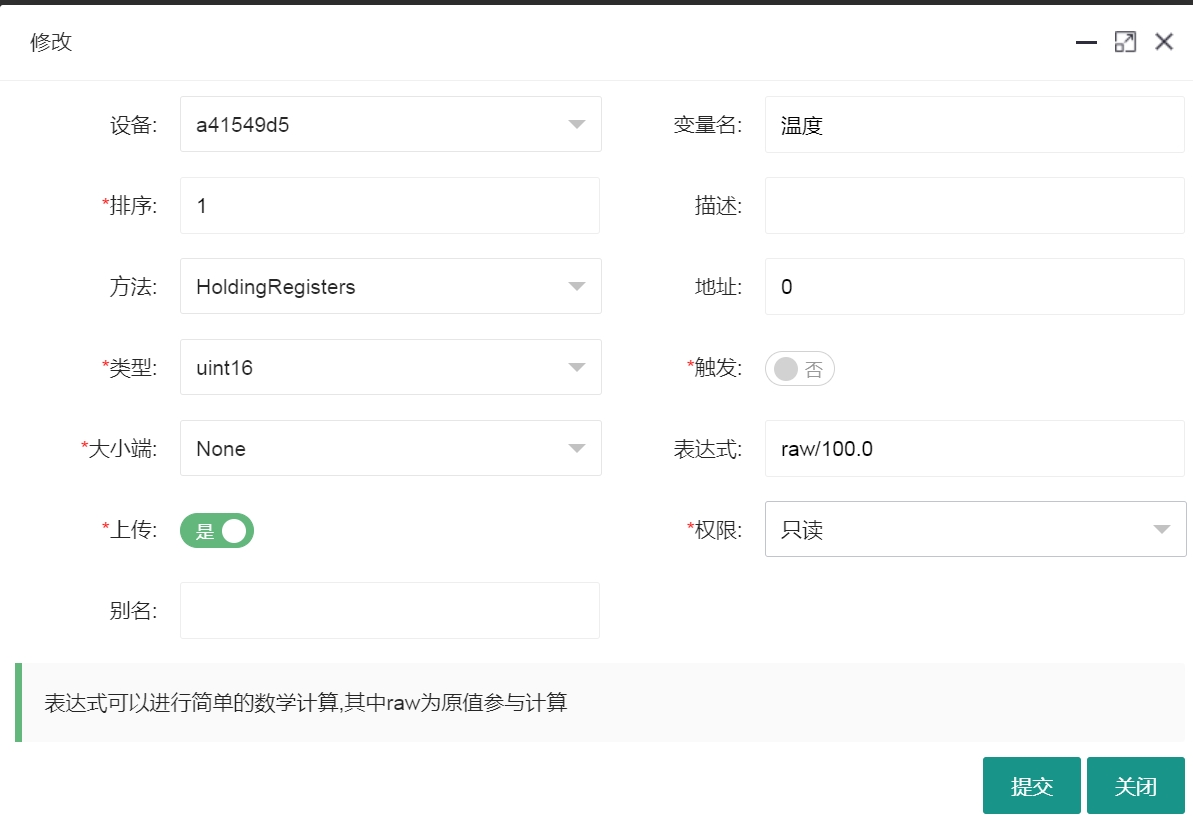 修改
设备: a41549d5 变量名: 温度
*排序: 1 描述:
方法: HoldingRegisters 地址: 0
*类型: uint16 *触发: 否
*大小端: None 表达式: raw/100.0
*上传: 是 *权限: 只读
别名:
表达式可以进行简单的数学计算,其中raw为原值参与计算
提交 关闭